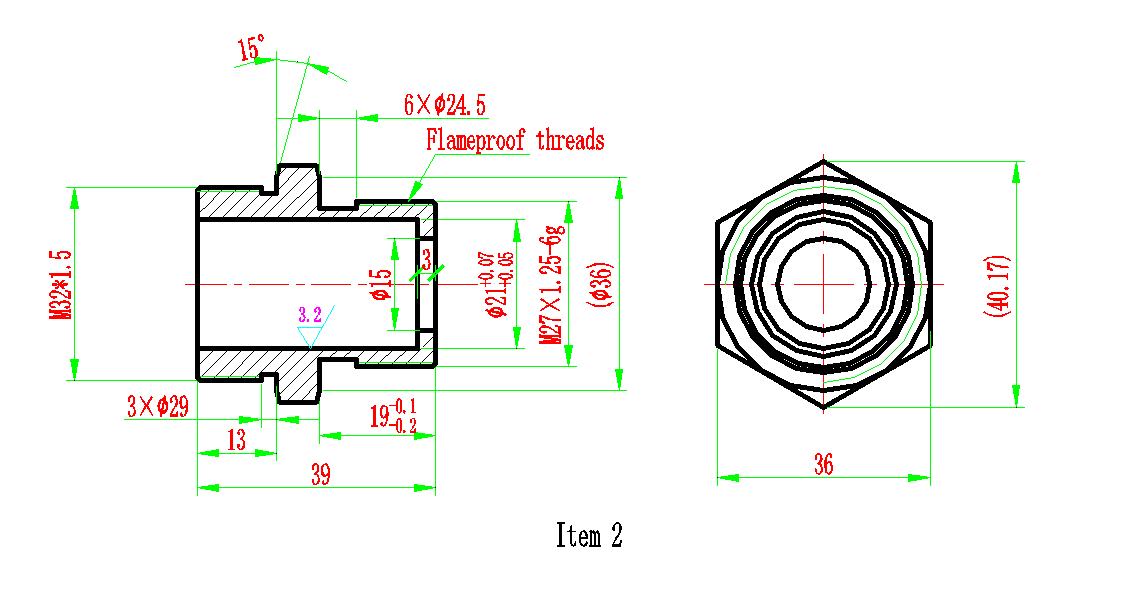 15°
6×ϕ24.5
Flameproof threads
M32*1.5
ϕ15
3
ϕ21+0.07 +0.05
M27×1.25-6g
(ϕ36)
(40.17)
3.2
3×ϕ29
19-0.1 -0.2
13
39
36
Item 2